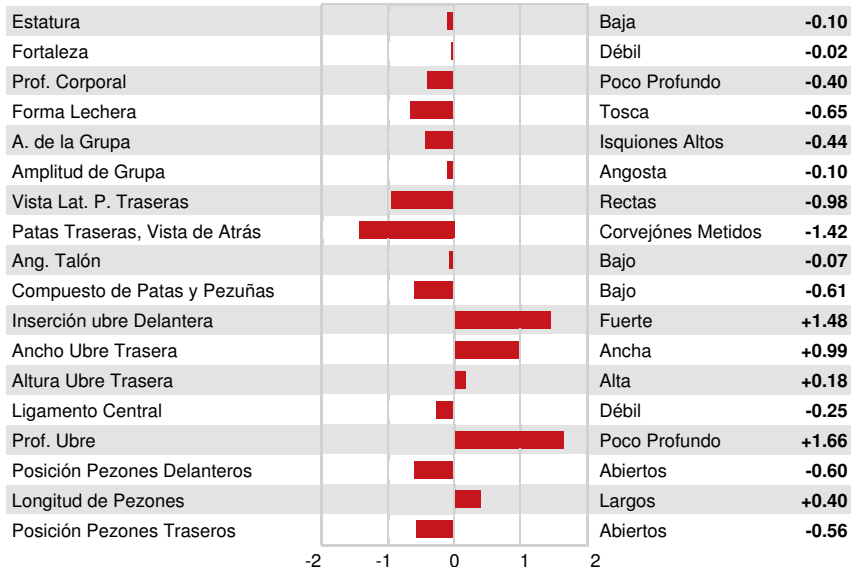 Estatura Baja -0.10
Fortaleza Débil -0.02
Prof. Corporal Poco Profundo -0.40
Forma Lechera Tosca -0.65
A. de la Grupa Isquiones Altos -0.44
Amplitud de Grupa Angosta -0.10
Vista Lat. P. Traseras Rectas -0.98
Patas Traseras, Vista de Atrás Corvejónes Metidos -1.42
Ang. Talón Bajo -0.07
Compuesto de Patas y Pezuñas Bajo -0.61
Inserción ubre Delantera Fuerte +1.48
Ancho Ubre Trasera Ancha +0.99
Altura Ubre Trasera Alta +0.18
Ligamento Central Débil -0.25
Prof. Ubre Poco Profundo +1.66
Posición Pezones Delanteros Abiertos -0.60
Longitud de Pezones Largos +0.40
Posición Pezones Traseros Abiertos -0.56
-2 -1 0 1 2